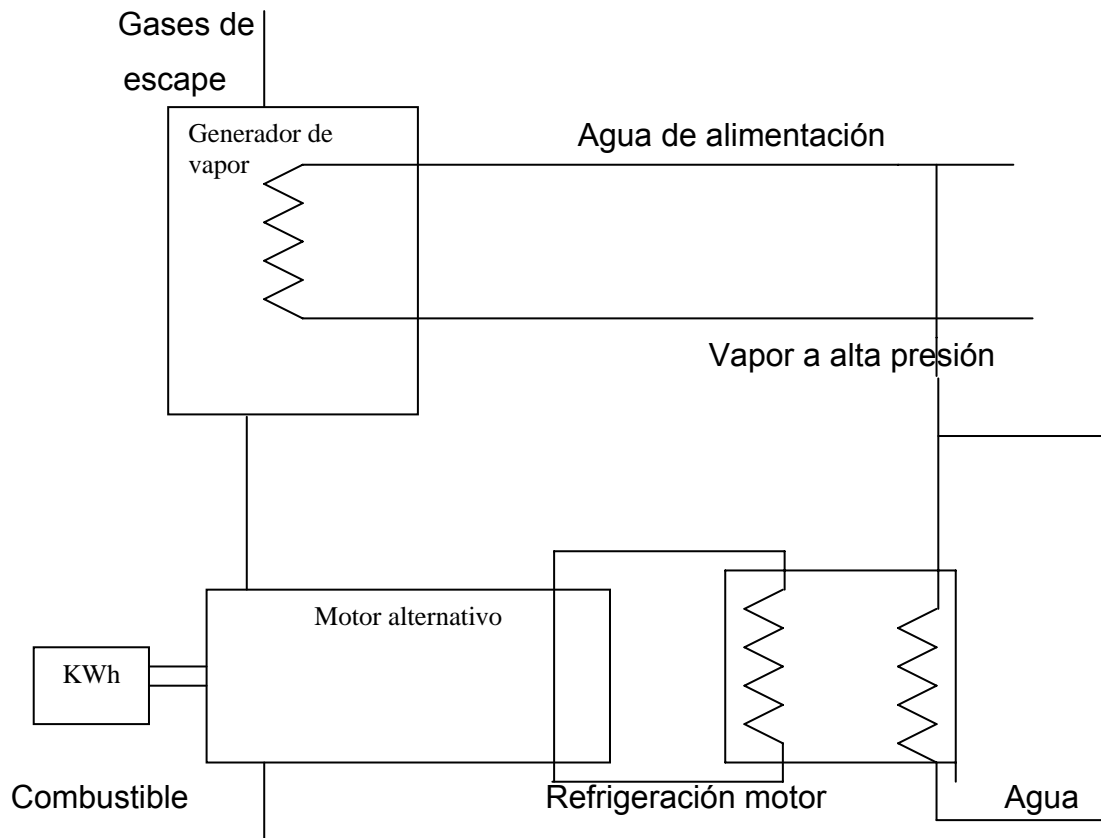 Gases de
escape
Generador de
vapor
Agua de alimentación
Vapor a alta presión
Motor alternativo
KWh
Combustible
Refrigeración motor
Agua